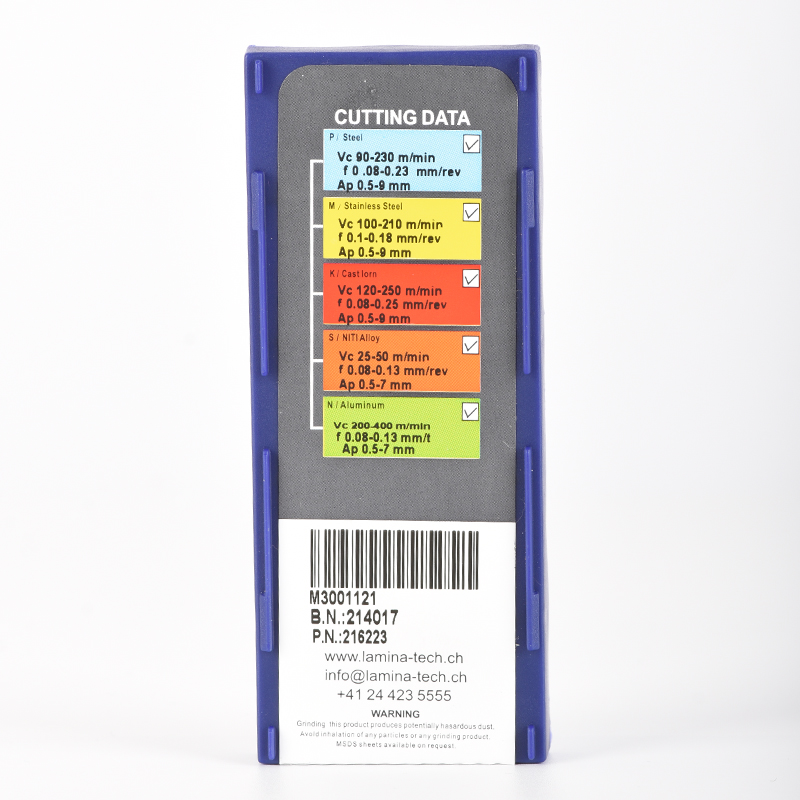 CUTTING DATA
P / Steel
Vc 90-230 m/min
f 0 .08-0.23 mm/rev
Ap 0.5-9 mm
M / Stainless Steel
Vc 100-210 m/min
f 0.1-0.18 mm/rev
Ap 0.5-9 mm
K / Cast Iorn
Vc 120-250 m/min
f 0.08-0.25 mm/rev
Ap 0.5-9 mm
S / NITI Alloy
Vc 25-50 m/min
f 0.08-0.13 mm/rev
Ap 0.5-7 mm
N / Aluminum
Vc 200-400 m/min
f 0.08-0.13 mm/t
Ap 0.5-7 mm
M3001121
B.N.:214017
P.N.:216223
www.lamina-tech.ch
info@lamina-tech.ch
+41 24 423 5555
WARNING
Grinding, this product produces potentially hazardous dust.
Avoid inhalation of any particles or any grinding product.
MSDS sheets available on request.